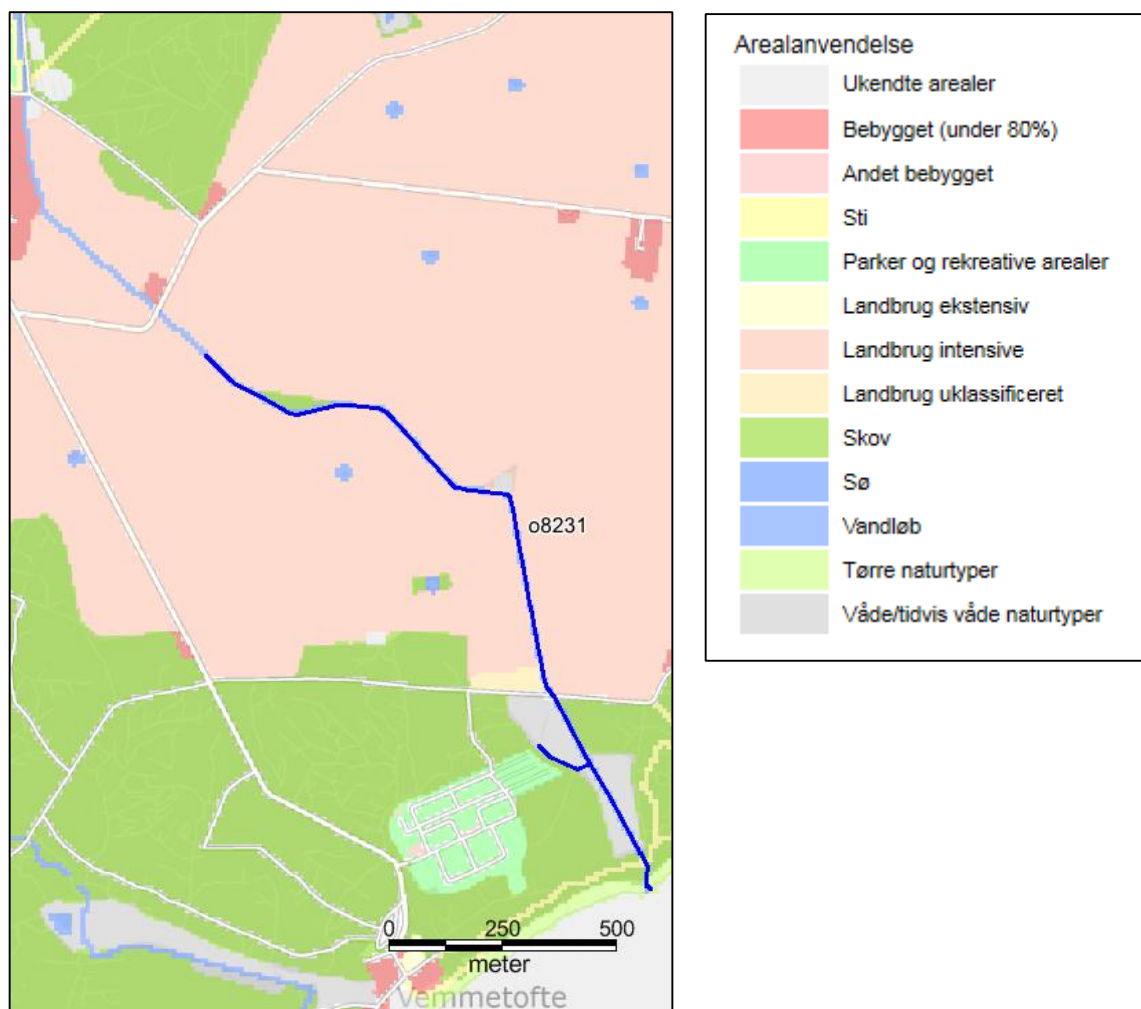 o8231
0 250 500
meter
Vemmetofte
Arealanvendelse
Ukendte arealer
Bebygget (under 80%)
Andet bebygget
Sti
Parker og rekreative arealer
Landbrug ekstensiv
Landbrug intensive
Landbrug uklassificeret
Skov
Sø
Vandløb
Tørre naturtyper
Våde/tidvis våde naturtyper